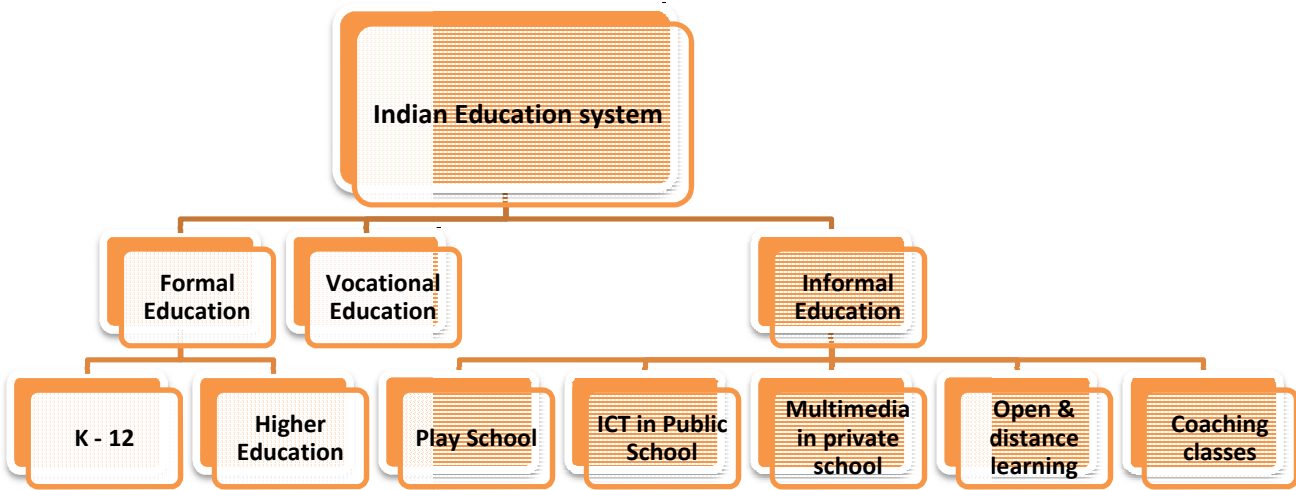 Indian Education system
Formal
Education
Vocational
Education
Informal
Education
K - 12
Higher
Education
Play School
ICT in Public
School
Multimedia
in private
school
Open &
distance
learning
Coaching
classes